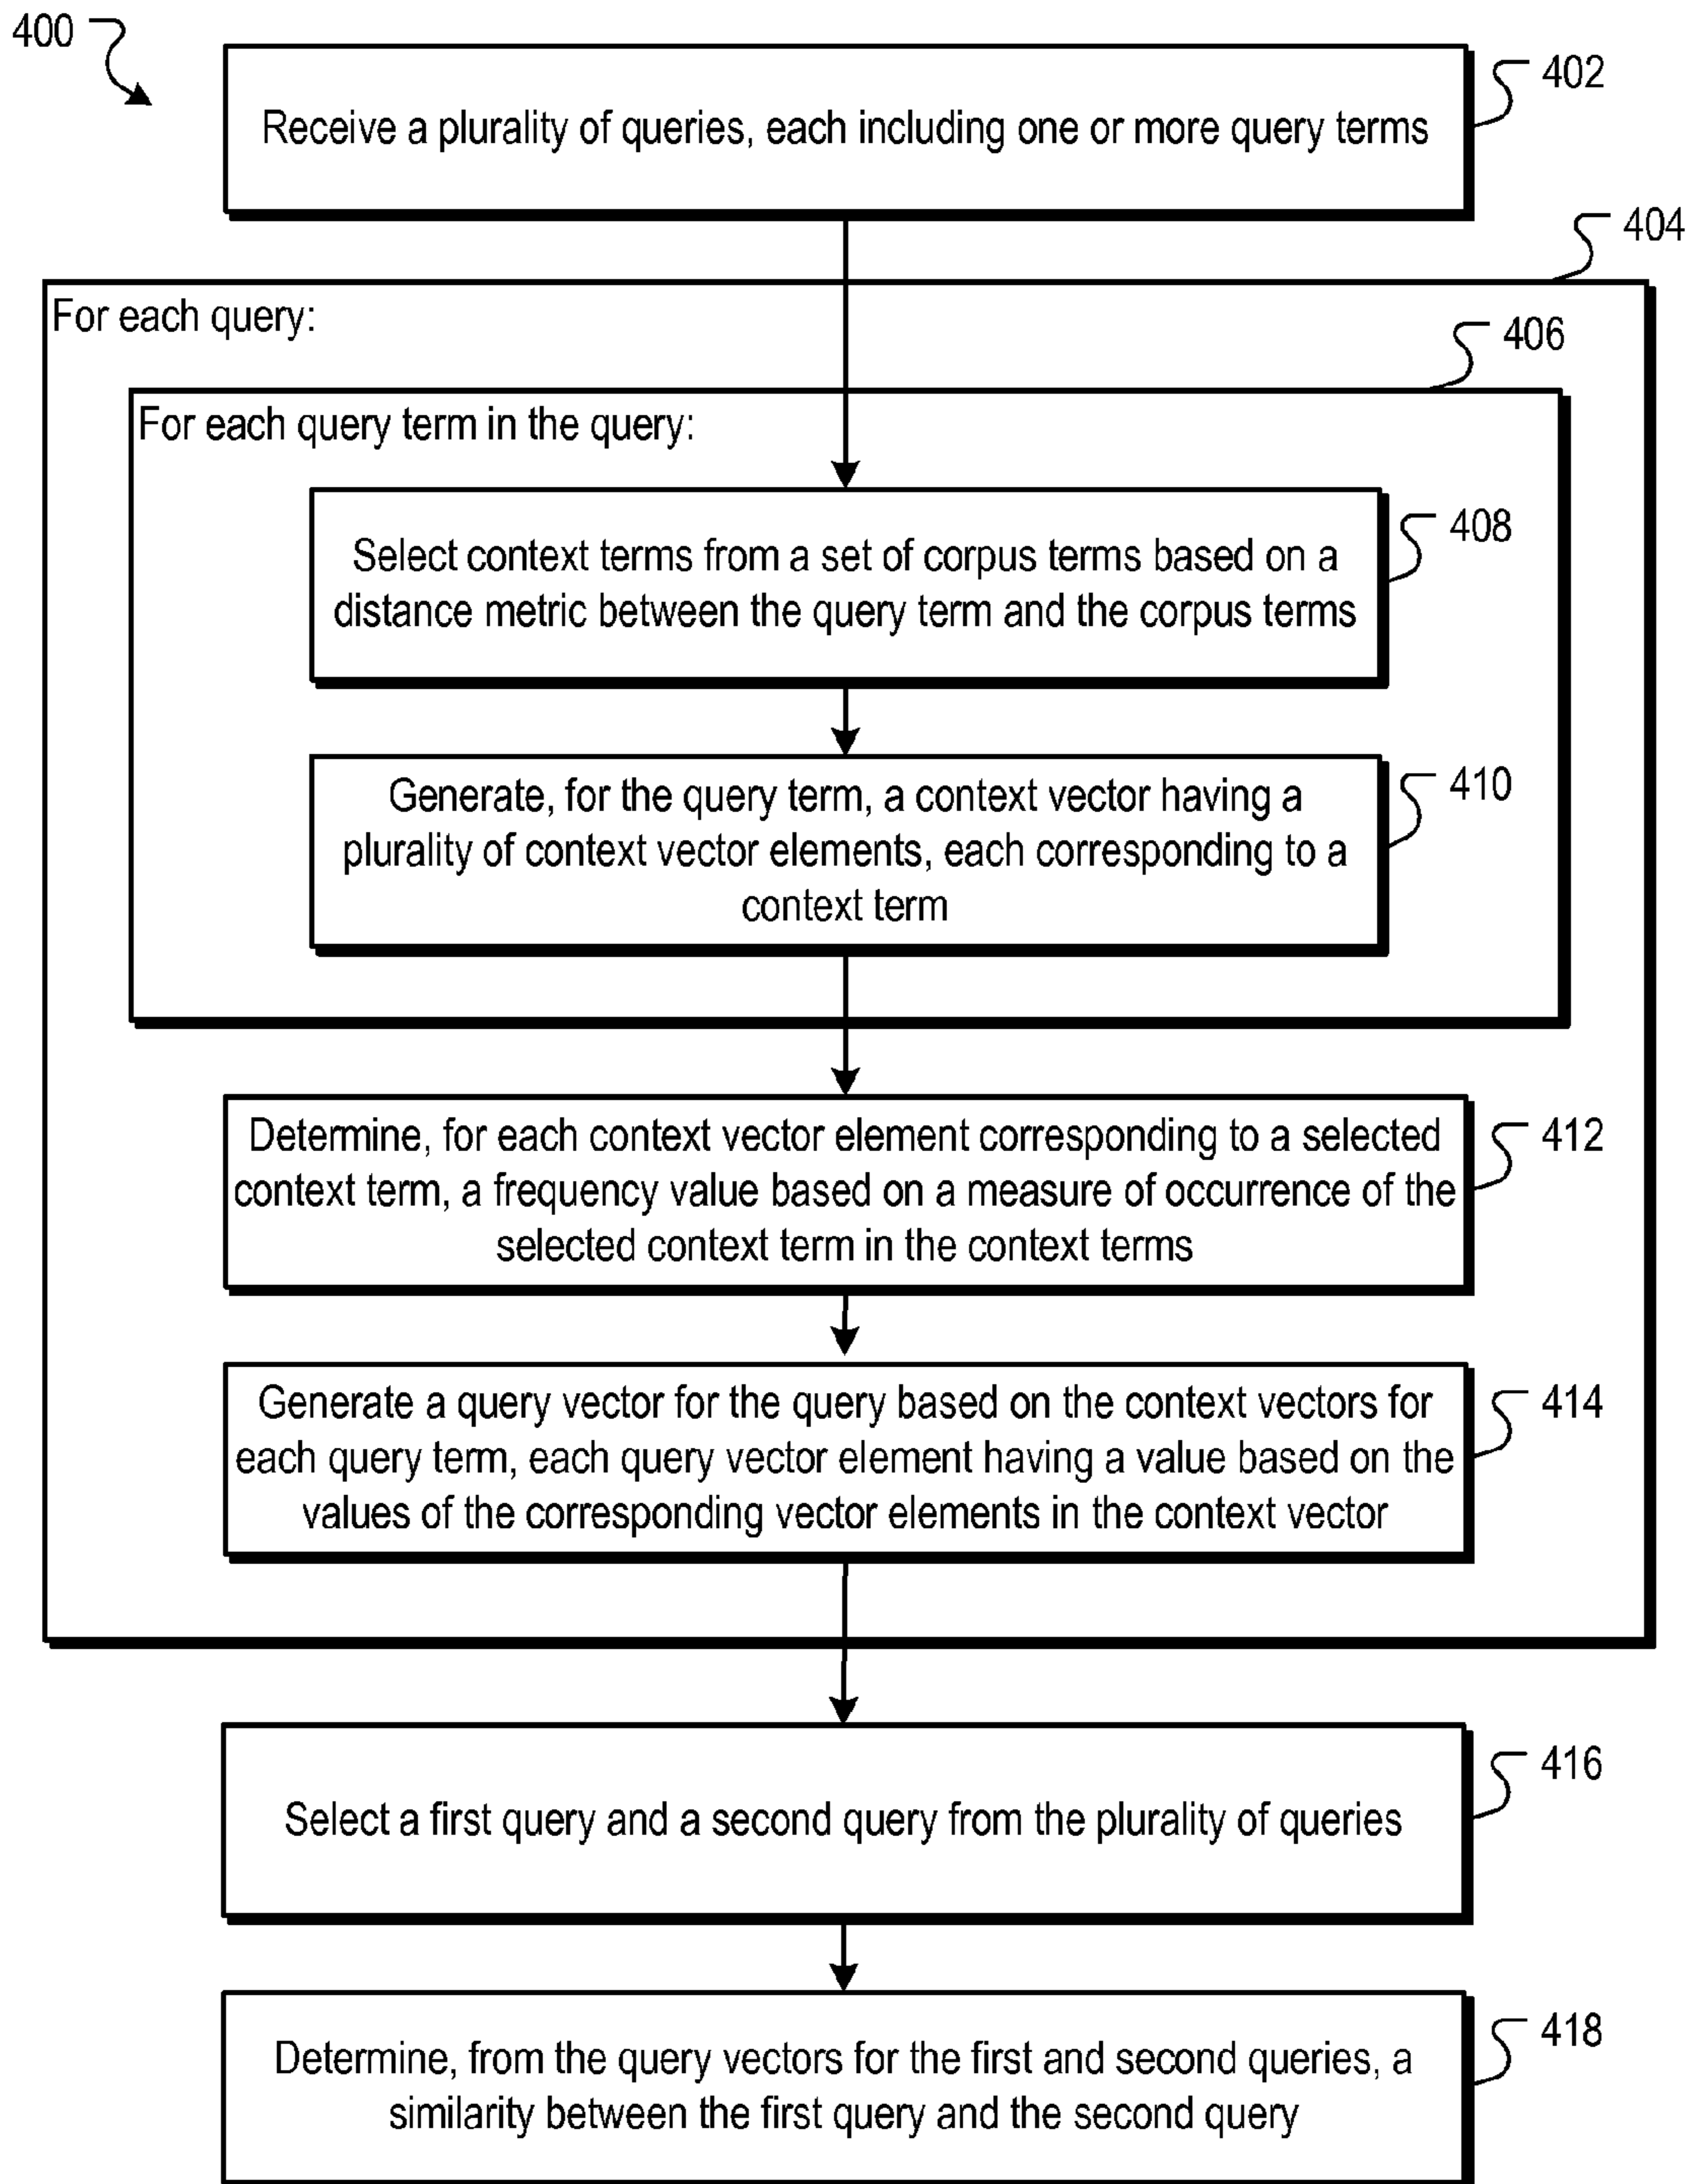 400
402
Receive a plurality of queries, each including one or more query terms
404
For each query:
406
For each query term in the query:
408
Select context terms from a set of corpus terms based on a
distance metric between the query term and the corpus terms
410
Generate, for the query term, a context vector having a
plurality of context vector elements, each corresponding to a
context term
412
Determine, for each context vector element corresponding to a selected
context term, a frequency value based on a measure of occurrence of the
selected context term in the context terms
414
Generate a query vector for the query based on the context vectors for
each query term, each query vector element having a value based on the
values of the corresponding vector elements in the context vector
416
Select a first query and a second query from the plurality of queries
418
Determine, from the query vectors for the first and second queries, a
similarity between the first query and the second query